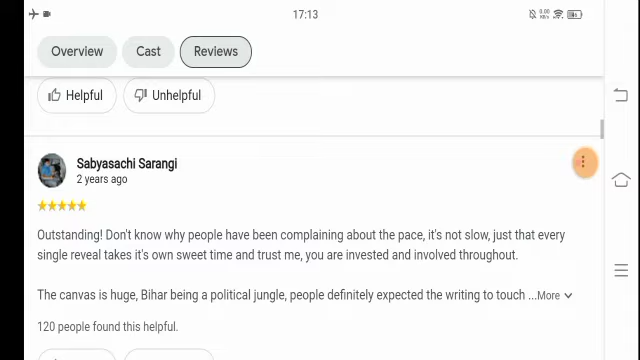 17:13
0.00
KB/s
Overview Cast Reviews
Helpful Unhelpful
Sabyasachi Sarangi
2 years ago
Outstanding! Don't know why people have been complaining about the pace, it's not slow, just that every
single reveal takes it's own sweet time and trust me, you are invested and involved throughout.
The canvas is huge, Bihar being a political jungle, people definitely expected the writing to touch ...More
120 people found this helpful.